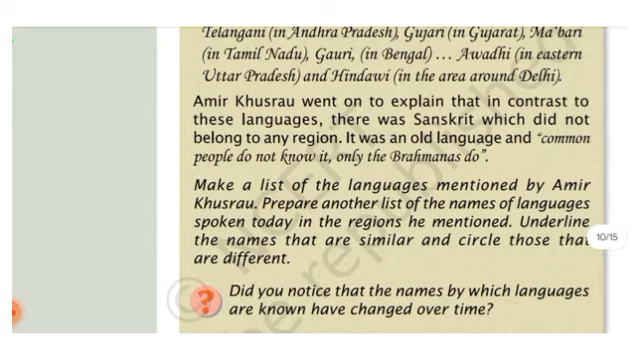 Telangani (in Andhra Pradesh), Gujari (in Gujarat), Ma'bari
(in Tamil Nadu), Gauri, (in Bengal) ... Awadhi (in eastern
Uttar Pradesh) and Hindawi (in the area around Delhi).
Amir Khusrau went on to explain that in contrast to
these languages, there was Sanskrit which did not
belong to any region. It was an old language and "common
people do not know it, only the Brahmanas do".
Make a list of the languages mentioned by Amir
Khusrau. Prepare another list of the names of languages
spoken today in the regions he mentioned. Underline
the names that are similar and circle those that
are different.
10/15
? Did you notice that the names by which languages
are known have changed over time?
© NCERT
be republished